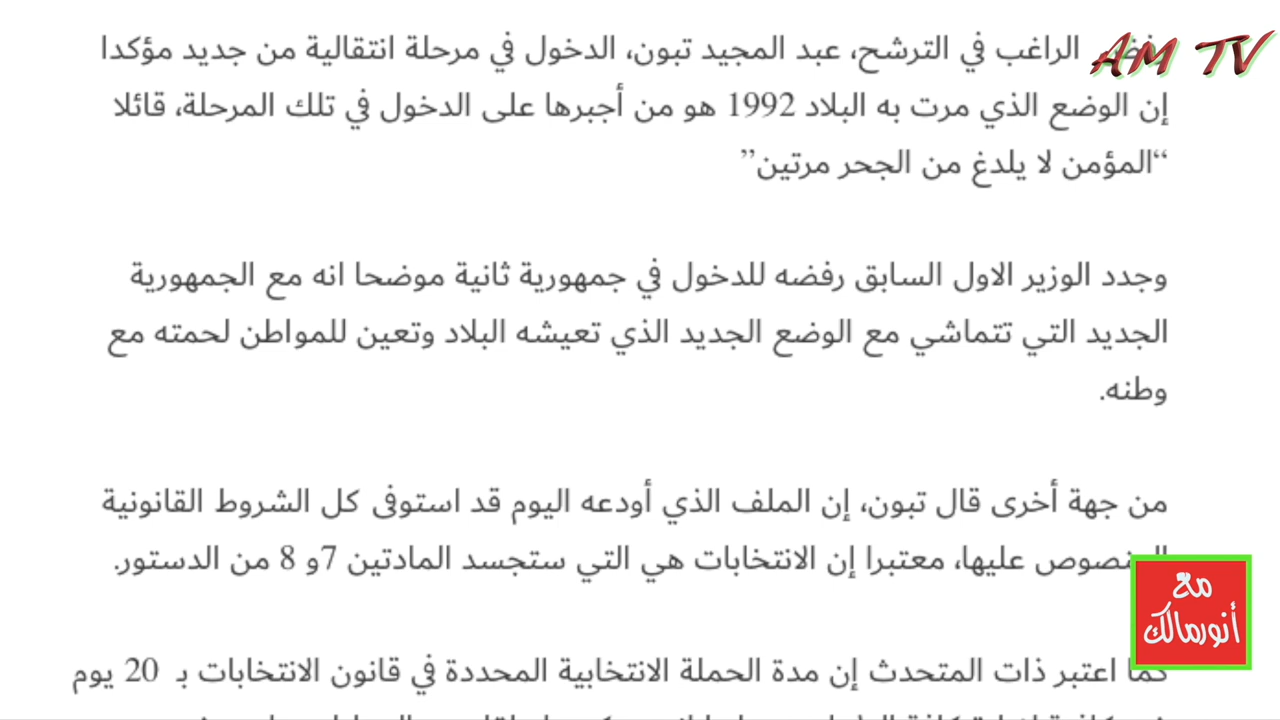 الراغب في الترشح، عبد المجيد تبون، الدخول في مرحلة انتقالية من جديد مؤكدا
AM TV
إن الوضع الذي مرت به البلاد 1992 هو من أجبرها على الدخول في تلك المرحلة، قائلا
“المؤمن لا يلدغ من الجحر مرتين”
وجدد الوزير الاول السابق رفضه للدخول في جمهورية ثانية موضحا انه مع الجمهورية
الجديد التي تتماشي مع الوضع الجديد الذي تعيشه البلاد وتعين للمواطن لحمته مع
وطنه.
من جهة أخرى قال تبون، إن الملف الذي أودعه اليوم قد استوفى كل الشروط القانونية
المنصوص عليها، معتبرا إن الانتخابات هي التي ستجسد المادتين 7و 8 من الدستور.
مع
أنورمالك
كما اعتبر ذات المتحدث إن مدة الحملة الانتخابية المحددة في قانون الانتخابات بـ 20 يوم